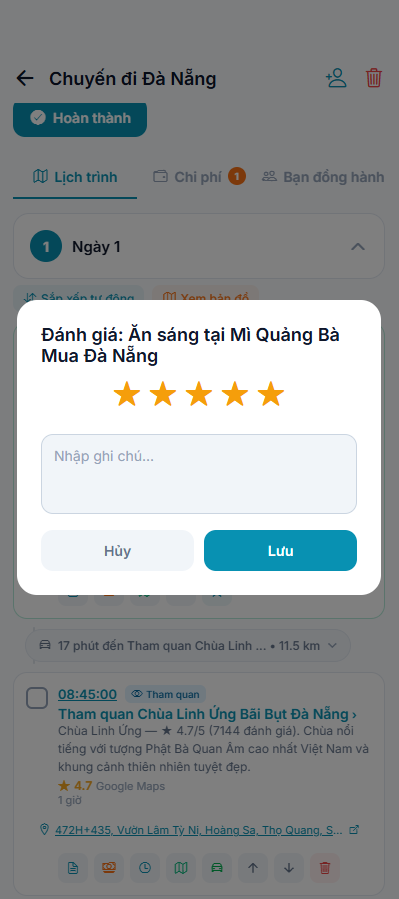 Chuyến đi Đà Nẵng
Hoàn thành
Lịch trình
Chi phí 1
Bạn đồng hành
1 Ngày 1
Sắp xếp tự động
Xem bản đồ
Đánh giá: Ăn sáng tại Mì Quảng Bà
Mua Đà Nẵng
Nhập ghi chú...
Hủy
Lưu
17 phút đến Tham quan Chùa Linh ... • 11.5 km
08:45:00 Tham quan
Tham quan Chùa Linh Ứng Bãi Bụt Đà Nẵng ›
Chùa Linh Ứng — ★ 4.7/5 (7144 đánh giá). Chùa nổi
tiếng với tượng Phật Bà Quan Âm cao nhất Việt Nam và
khung cảnh thiên nhiên tuyệt đẹp.
★ 4.7 Google Maps
1 giờ
472H+435, Vườn Lâm Tỳ Ni, Hoàng Sa, Thọ Quang, S...